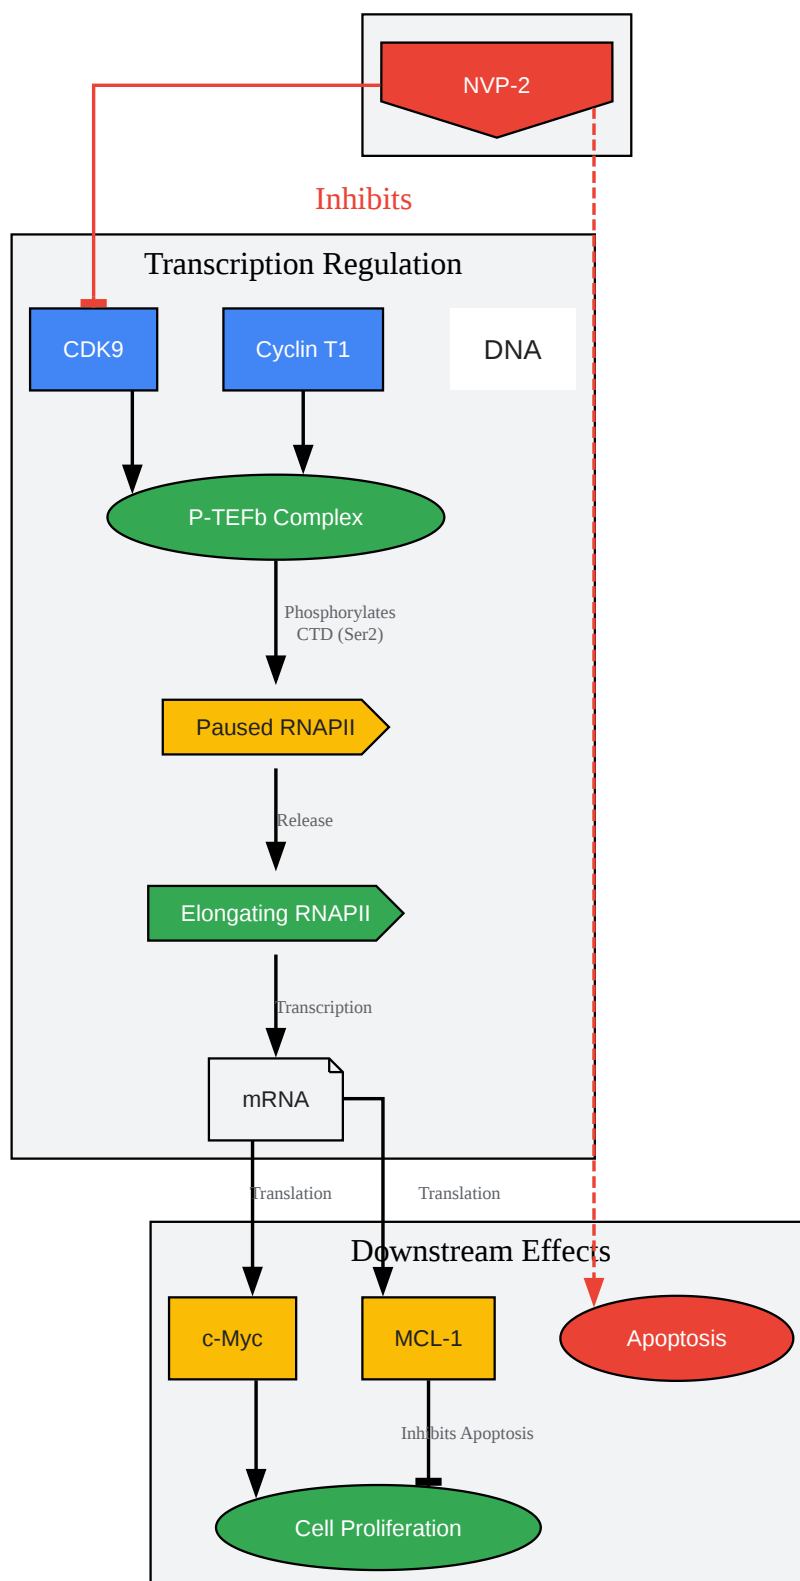 NVP-2
Inhibits
Transcription Regulation
CDK9
Cyclin T1
DNA
P-TEFb Complex
Phosphorylates
CTD (Ser2)
Paused RNAPII
Release
Elongating RNAPII
Transcription
mRNA
Translation
Translation
Downstream Effects
c-Myc
MCL-1
Apoptosis
Inhibits Apoptosis
Cell Proliferation